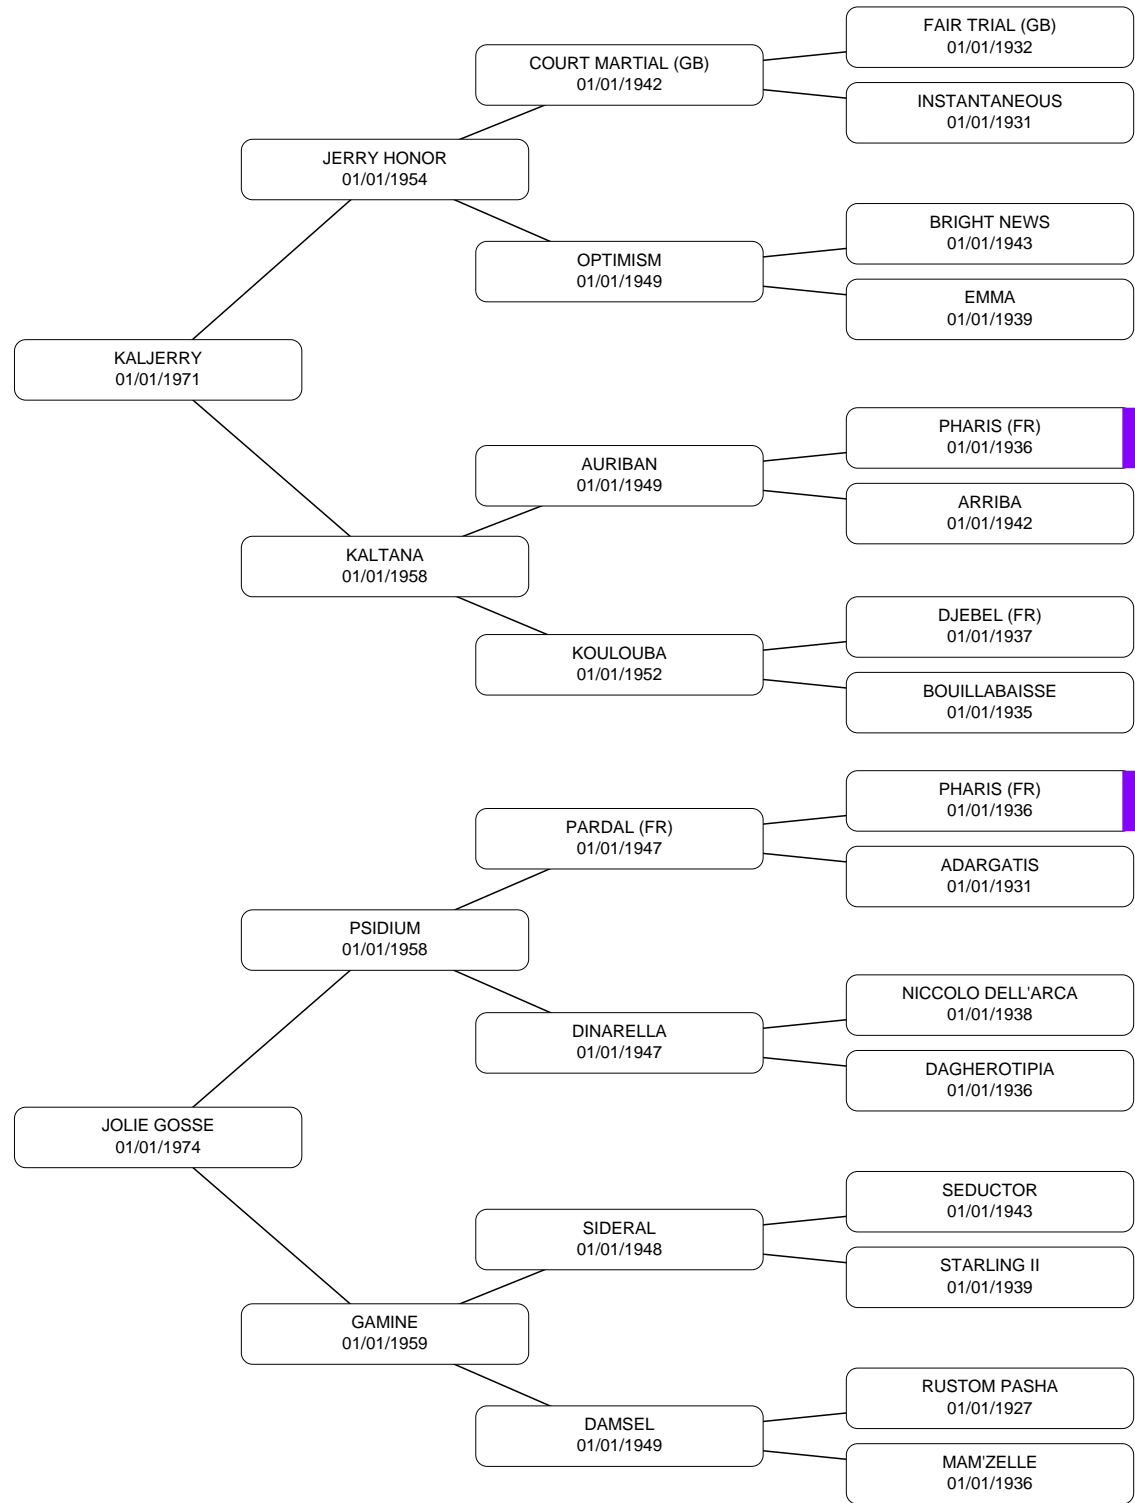 FAIR TRIAL (GB)
01/01/1932
COURT MARTIAL (GB)
01/01/1942
INSTANTANEOUS
01/01/1931
JERRY HONOR
01/01/1954
BRIGHT NEWS
01/01/1943
OPTIMISM
01/01/1949
EMMA
01/01/1939
KALJERRY
01/01/1971
PHARIS (FR)
01/01/1936
AURIBAN
01/01/1949
ARRIBA
01/01/1942
KALTANA
01/01/1958
DJEBEL (FR)
01/01/1937
KOULOUBA
01/01/1952
BOUILLABAISSE
01/01/1935
PHARIS (FR)
01/01/1936
PARDAL (FR)
01/01/1947
ADARGATIS
01/01/1931
PSIDIUM
01/01/1958
NICCOLO DELL'ARCA
01/01/1938
DINARELLA
01/01/1947
DAGHEROTIPIA
01/01/1936
JOLIE GOSSE
01/01/1974
SEDUCTOR
01/01/1943
SIDERAL
01/01/1948
STARLING II
01/01/1939
GAMINE
01/01/1959
RUSTOM PASHA
01/01/1927
DAMSEL
01/01/1949
MAM'ZELLE
01/01/1936